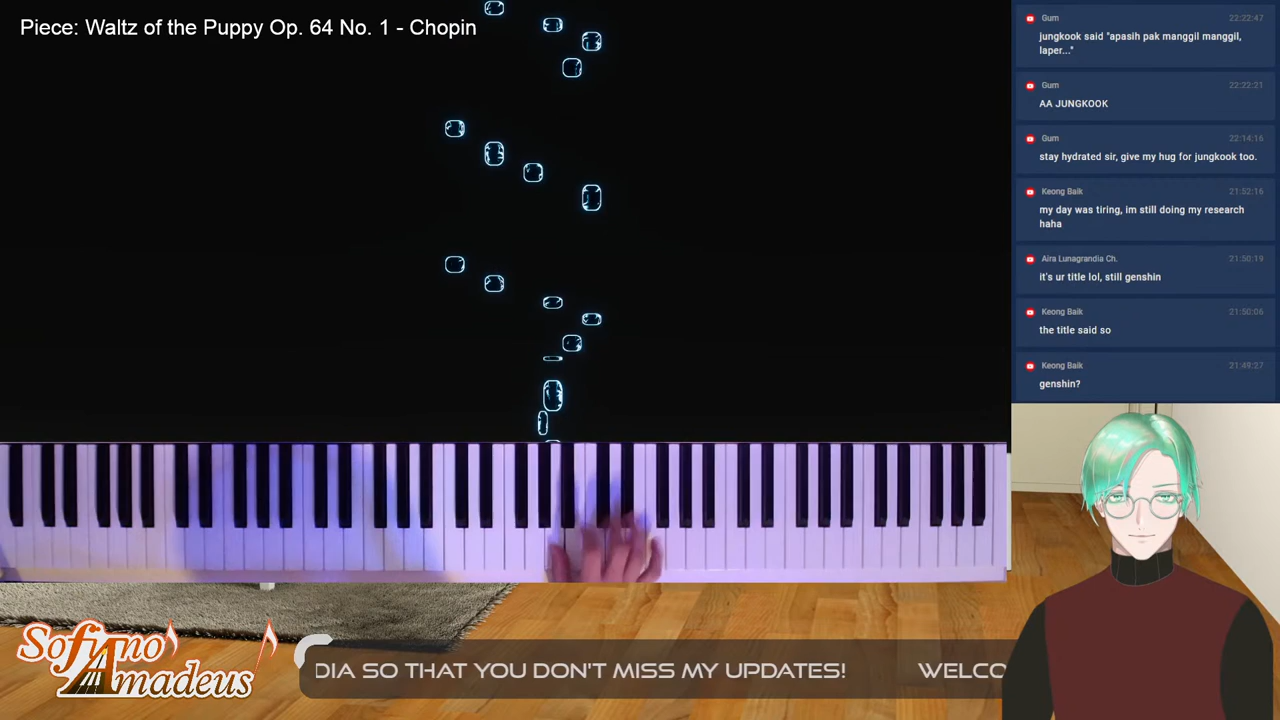 Piece: Waltz of the Puppy Op. 64 No. 1 - Chopin
Gum 22:22:47
jungkook said "apasih pak manggil manggil,
laper..."
Gum 22:22:21
AA JUNGKOOK
Gum 22:14:16
stay hydrated sir, give my hug for jungkook too.
Keong Baik 21:52:16
my day was tiring, im still doing my research
haha
Aira Lunagrandia Ch. 21:50:19
it's ur title lol, still genshin
Keong Baik 21:50:06
the title said so
Keong Baik 21:49:27
genshin?
Sofiano
Amadeus
DIA SO THAT YOU DON'T MISS MY UPDATES! WELCO